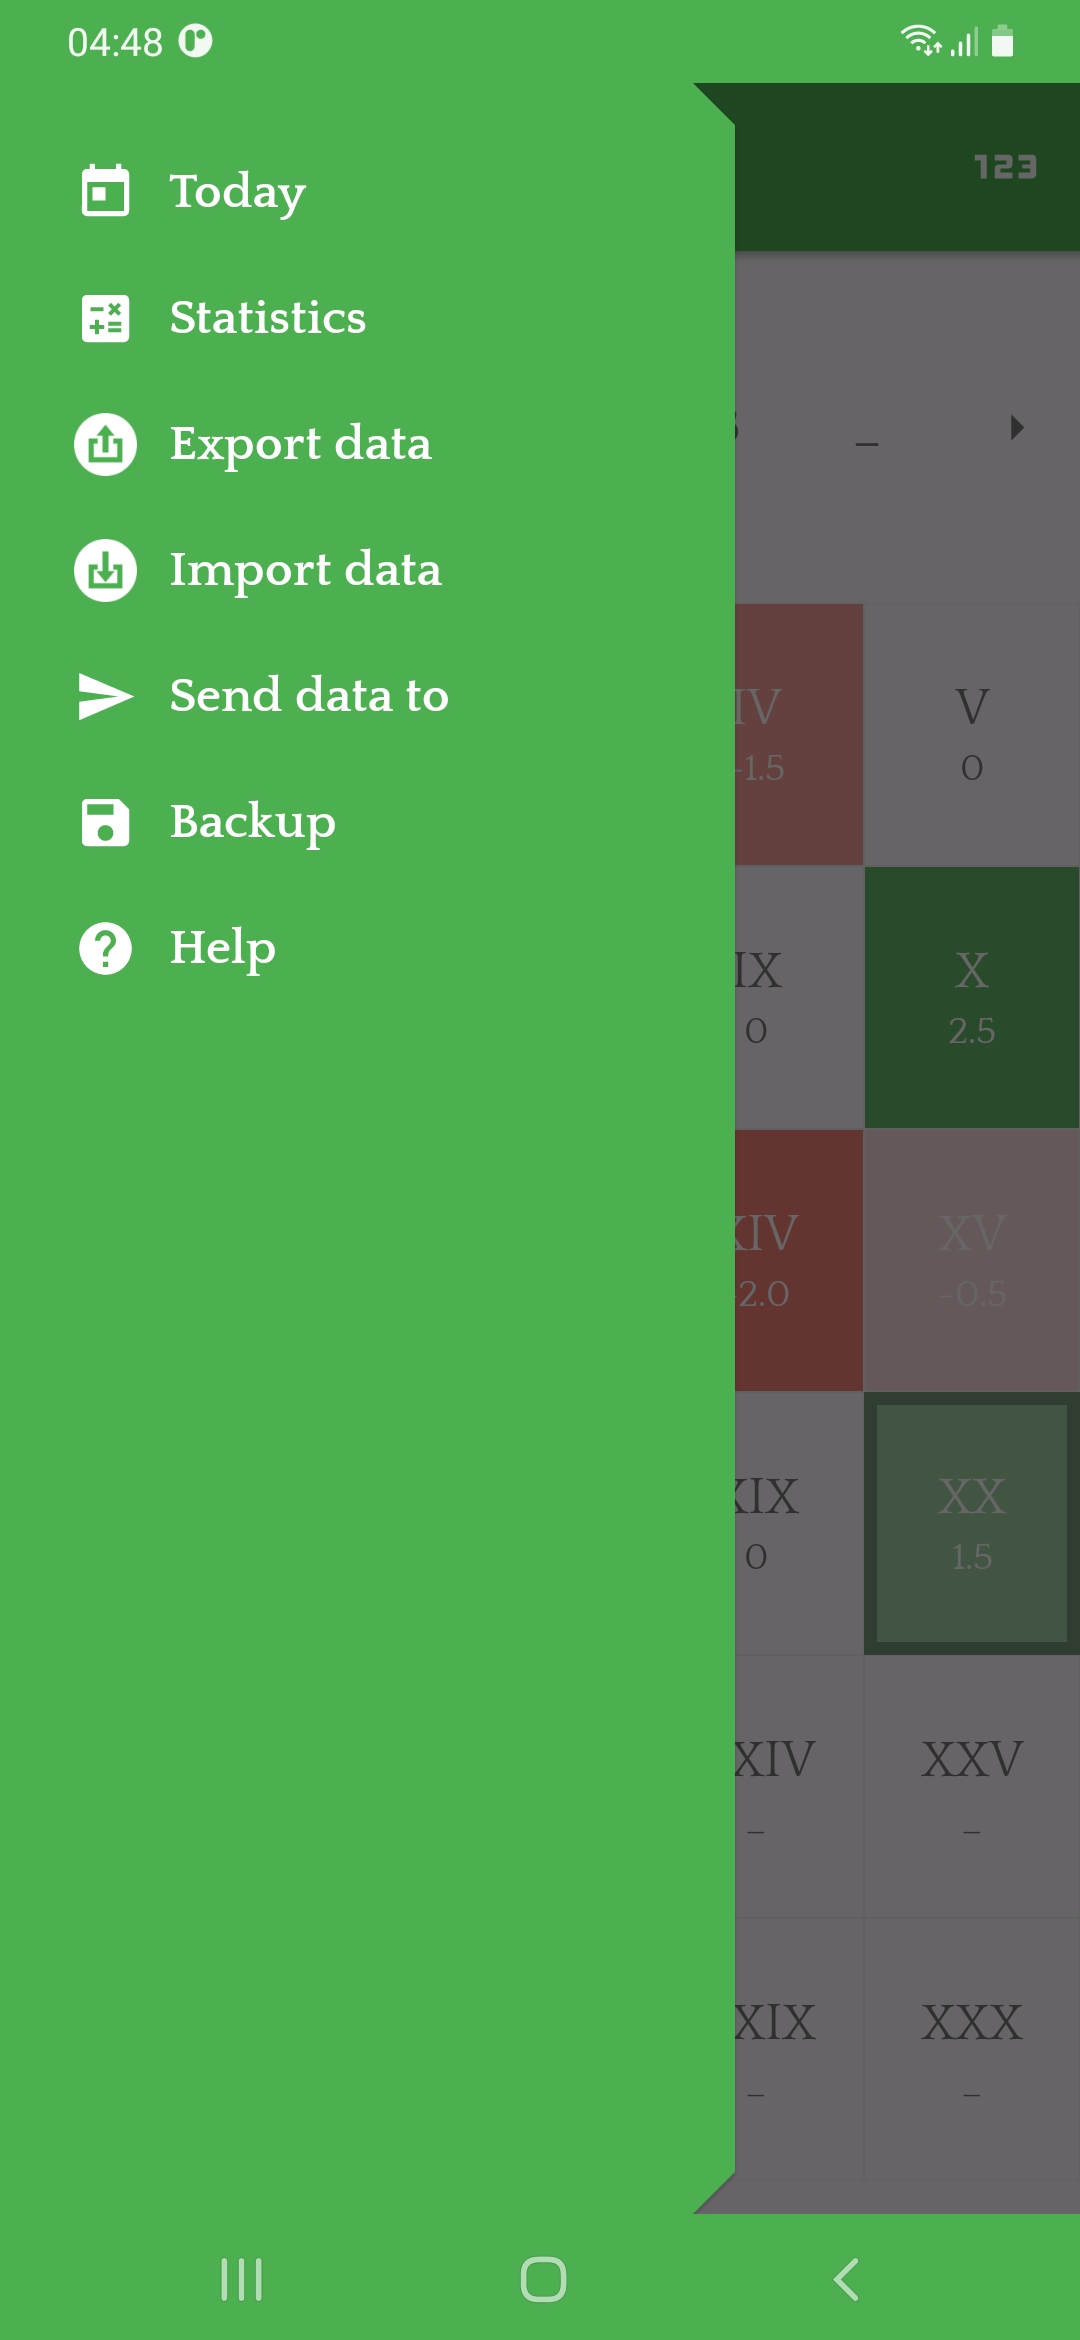 04:48
123
Today
Statistics
Export data
Import data
Send data to
Backup
Help
–
IV V
-1.5 0
IX X
0 2.5
XIV XV
-2.0 -0.5
XIX XX
0 1.5
XIV XXV
– –
XIX XXX
– –